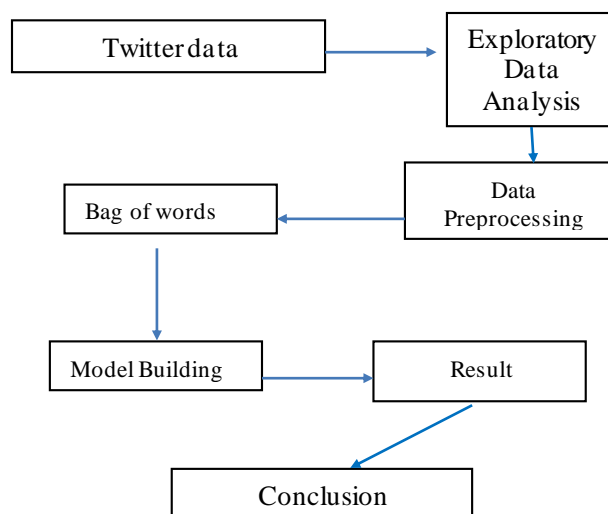 Twitter data
Exploratory
Data
Analysis
Data
Preprocessing
Bag of words
Model Building
Result
Conclusion